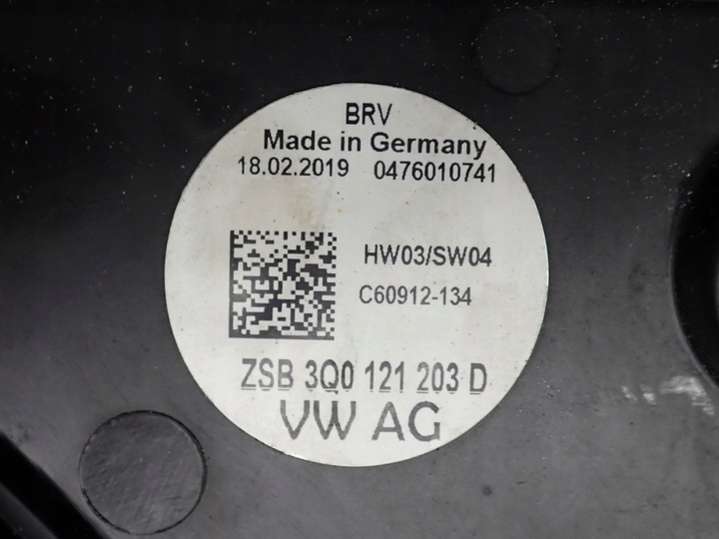 BRV
Made in Germany
18.02.2019 0476010741
HW03/SW04
C60912-134
ZSB 3Q0 121 203 D
VW AG